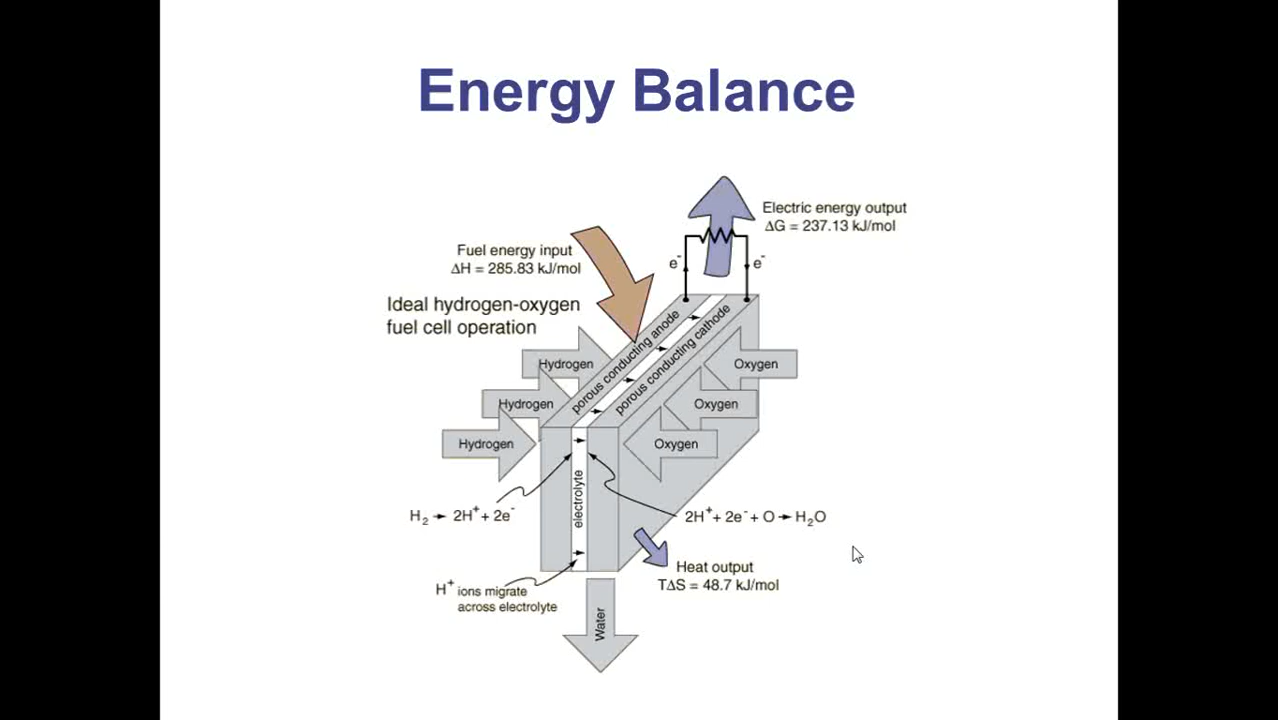 Energy Balance
Electric energy output
ΔG = 237.13 kJ/mol
Fuel energy input
ΔH = 285.83 kJ/mol
e⁻
e⁻
Ideal hydrogen-oxygen
fuel cell operation
porous conducting anode
porous conducting cathode
Hydrogen
Oxygen
Hydrogen
Oxygen
Hydrogen
Oxygen
electrolyte
H₂ → 2H⁺ + 2e⁻
2H⁺ + 2e⁻ + O → H₂O
Heat output
TΔS = 48.7 kJ/mol
H⁺ ions migrate
across electrolyte
Water